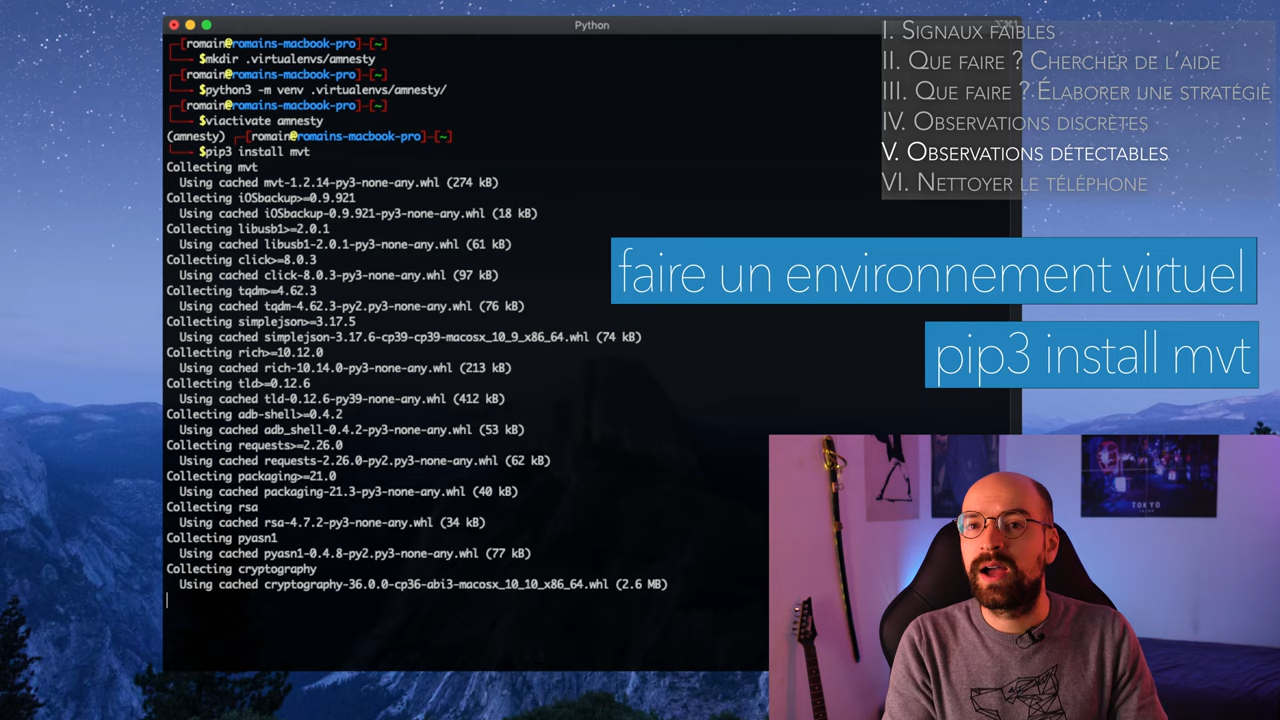 Python
[romain@romains-macbook-pro]-[~]
$mkdir .virtualenvs/amnesty
[romain@romains-macbook-pro]-[~]
$python3 -m venv .virtualenvs/amnesty/
[romain@romains-macbook-pro]-[~]
$viactivate amnesty
(amnesty) [romain@romains-macbook-pro]-[~]
$pip3 install mvt
Collecting mvt
Using cached mvt-1.2.14-py3-none-any.whl (274 kB)
Collecting iOSbackup>=0.9.921
Using cached iOSbackup-0.9.921-py3-none-any.whl (18 kB)
Collecting libusb1>=2.0.1
Using cached libusb1-2.0.1-py3-none-any.whl (61 kB)
Collecting click>=8.0.3
Using cached click-8.0.3-py3-none-any.whl (97 kB)
Collecting tqdm>=4.62.3
Using cached tqdm-4.62.3-py2.py3-none-any.whl (76 kB)
Collecting simplejson>=3.17.5
Using cached simplejson-3.17.6-cp39-cp39-macosx_10_9_x86_64.whl (74 kB)
Collecting rich>=10.12.0
Using cached rich-10.14.0-py3-none-any.whl (213 kB)
Collecting tld>=0.12.6
Using cached tld-0.12.6-py39-none-any.whl (412 kB)
Collecting adb-shell>=0.4.2
Using cached adb_shell-0.4.2-py3-none-any.whl (53 kB)
Collecting requests>=2.26.0
Using cached requests-2.26.0-py2.py3-none-any.whl (62 kB)
Collecting packaging>=21.0
Using cached packaging-21.3-py3-none-any.whl (40 kB)
Collecting rsa
Using cached rsa-4.7.2-py3-none-any.whl (34 kB)
Collecting pyasn1
Using cached pyasn1-0.4.8-py2.py3-none-any.whl (77 kB)
Collecting cryptography
Using cached cryptography-36.0.0-cp36-abi3-macosx_10_10_x86_64.whl (2.6 MB)
I. Signaux faibles
II. Que faire ? Chercher de l'aide
III. Que faire ? Élaborer une stratégie
IV. Observations discrètes
V. Observations détectables
VI. Nettoyer le téléphone
faire un environnement virtuel
pip3 install mvt
TOKYO